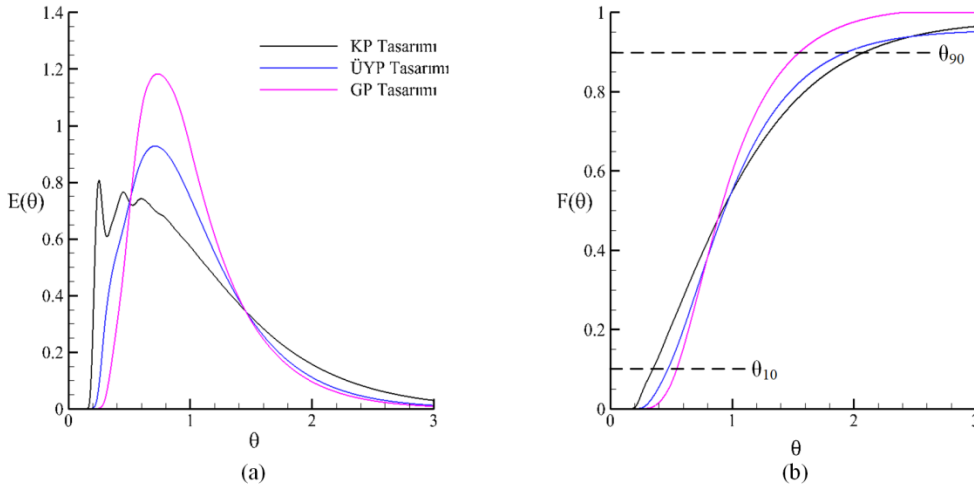 1.4
1.2
1
0.8
0.6
0.4
0.2
0
E(θ)
KP Tasarımı
ÜYP Tasarımı
GP Tasarımı
0 1 2 3
θ
(a)
1
0.8
0.6
0.4
0.2
0
F(θ)
θ90
θ10
0 1 2 3
θ
(b)